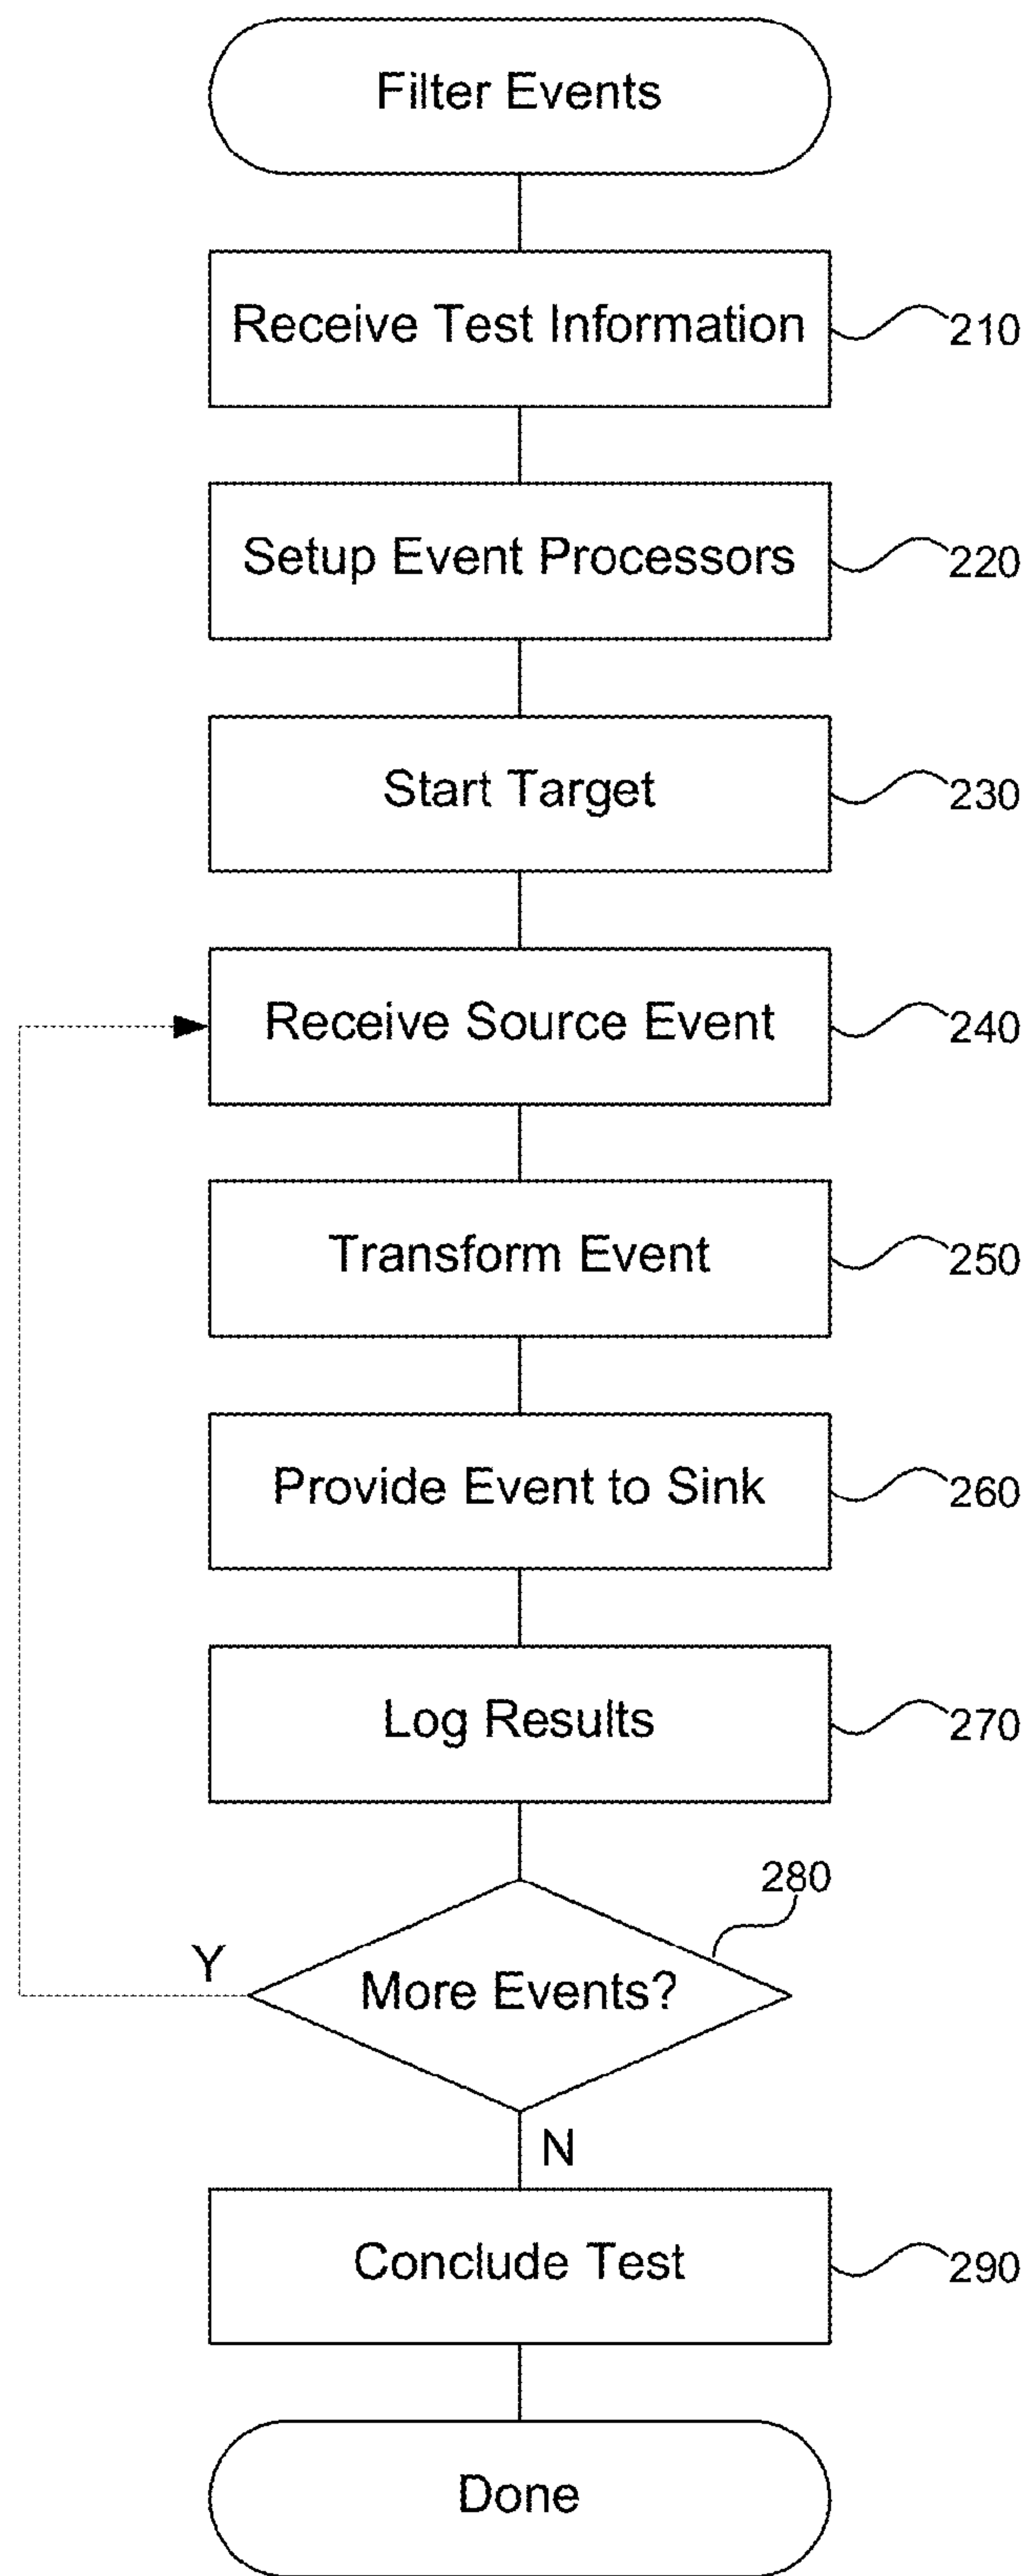 Filter Events
Receive Test Information
210
Setup Event Processors
220
Start Target
230
Receive Source Event
240
Transform Event
250
Provide Event to Sink
260
Log Results
270
280
Y
More Events?
N
Conclude Test
290
Done